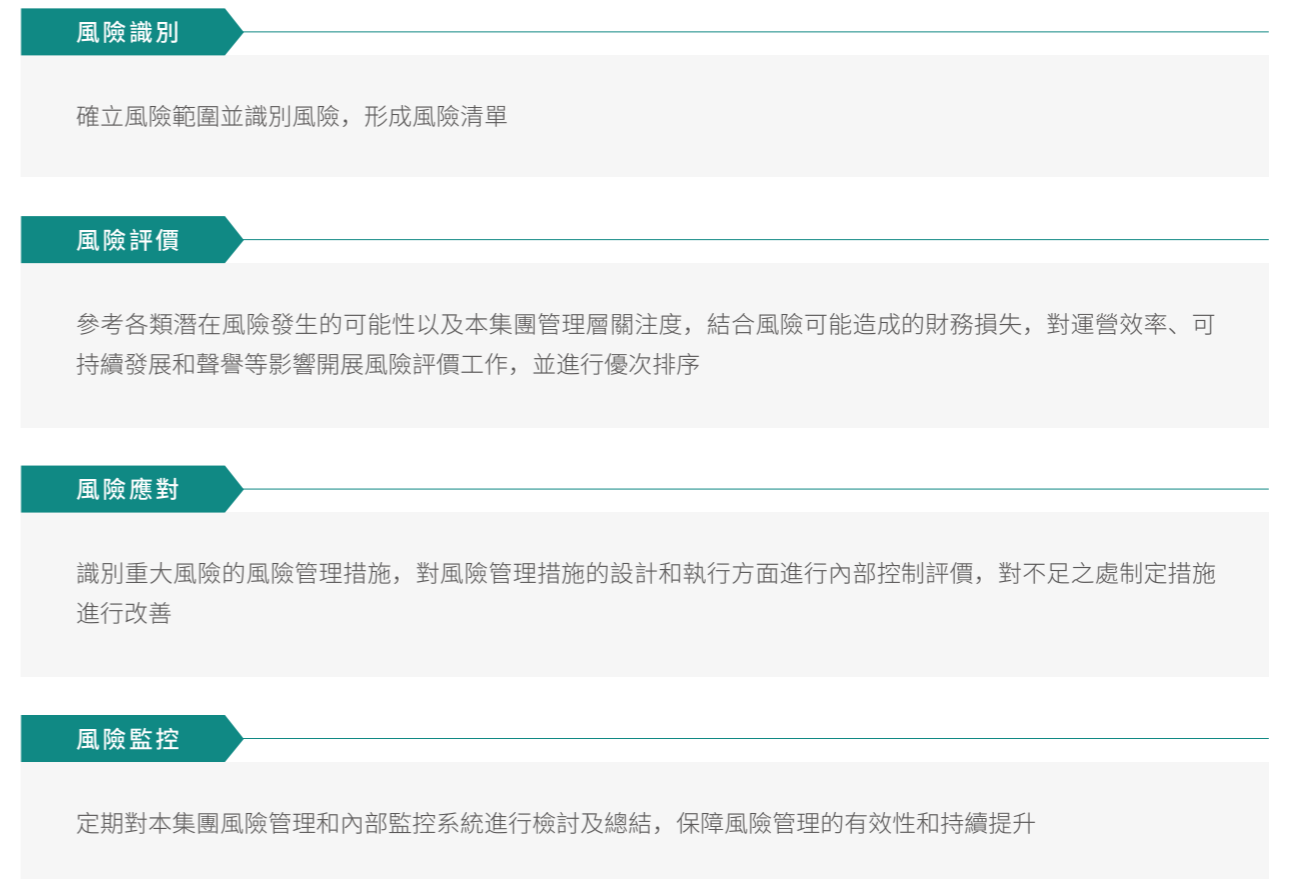 風險識別
確立風險範圍並識別風險，形成風險清單
風險評價
參考各類潛在風險發生的可能性以及本集團管理層關注度，結合風險可能造成的財務損失，對運營效率、可
持續發展和聲譽等影響開展風險評價工作，並進行優次排序
風險應對
識別重大風險的風險管理措施，對風險管理措施的設計和執行方面進行內部控制評價，對不足之處制定措施
進行改善
風險監控
定期對本集團風險管理和內部監控系統進行檢討及總結，保障風險管理的有效性和持續提升